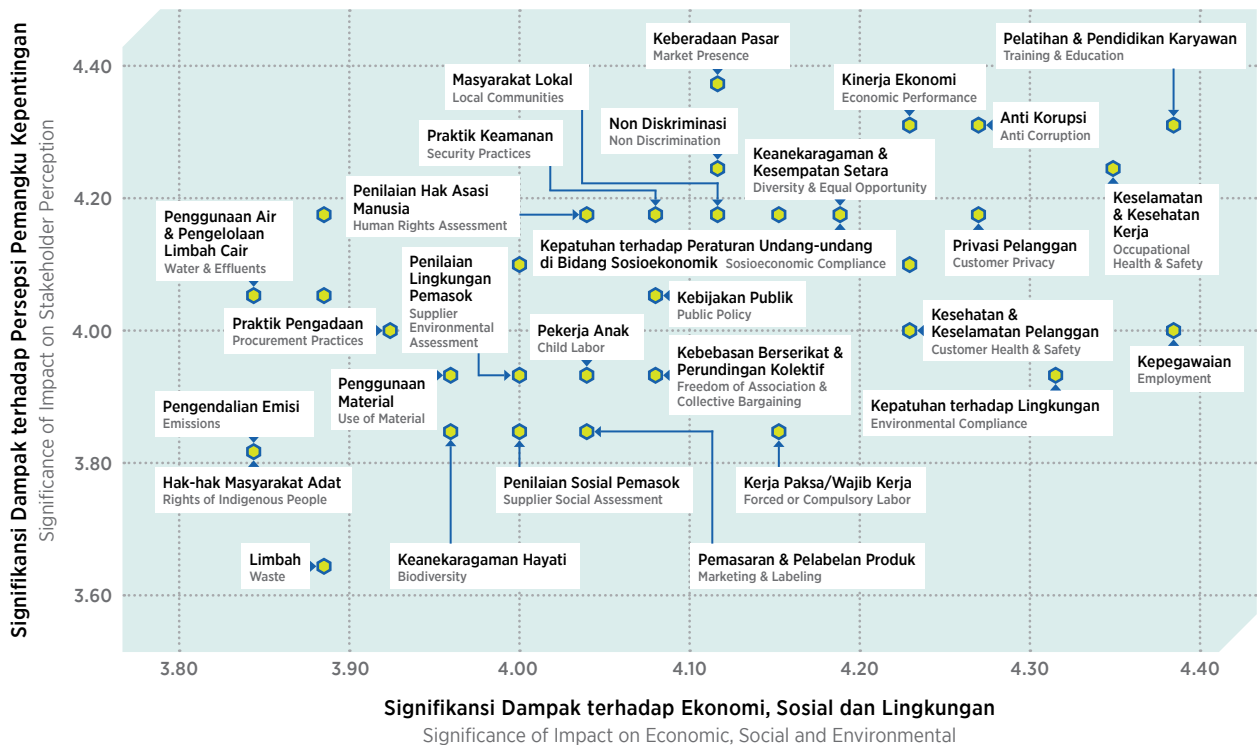 Signifikansi Dampak terhadap Persepsi Pemangku Kepentingan
Significance of Impact on Stakeholder Perception
4.40
4.20
4.00
3.80
3.60
Keberadaan Pasar
Market Presence
Pelatihan & Pendidikan Karyawan
Training & Education
Masyarakat Lokal
Local Communities
Kinerja Ekonomi
Economic Performance
Praktik Keamanan
Security Practices
Non Diskriminasi
Non Discrimination
Anti Korupsi
Anti Corruption
Keanekaragaman &
Kesempatan Setara
Diversity & Equal Opportunity
Penilaian Hak Asasi
Manusia
Human Rights Assessment
Keselamatan
& Kesehatan
Kerja
Occupational
Health & Safety
Penggunaan Air
& Pengelolaan
Limbah Cair
Water & Effluents
Kepatuhan terhadap Peraturan Undang-undang
di Bidang Sosioekonomik Socioeconomic Compliance
Privasi Pelanggan
Customer Privacy
Penilaian
Lingkungan
Pemasok
Supplier
Environmental
Assessment
Kebijakan Publik
Public Policy
Praktik Pengadaan
Procurement Practices
Pekerja Anak
Child Labor
Kesehatan &
Keselamatan Pelanggan
Customer Health & Safety
Kebebasan Berserikat &
Perundingan Kolektif
Freedom of Association &
Collective Bargaining
Kepegawaian
Employment
Penggunaan
Material
Use of Material
Pengendalian Emisi
Emissions
Kepatuhan terhadap Lingkungan
Environmental Compliance
Hak-hak Masyarakat Adat
Rights of Indigenous People
Penilaian Sosial Pemasok
Supplier Social Assessment
Kerja Paksa/Wajib Kerja
Forced or Compulsory Labor
Limbah
Waste
Keanekaragaman Hayati
Biodiversity
Pemasaran & Pelabelan Produk
Marketing & Labeling
3.80 3.90 4.00 4.10 4.20 4.30 4.40
Signifikansi Dampak terhadap Ekonomi, Sosial dan Lingkungan
Significance of Impact on Economic, Social and Environmental